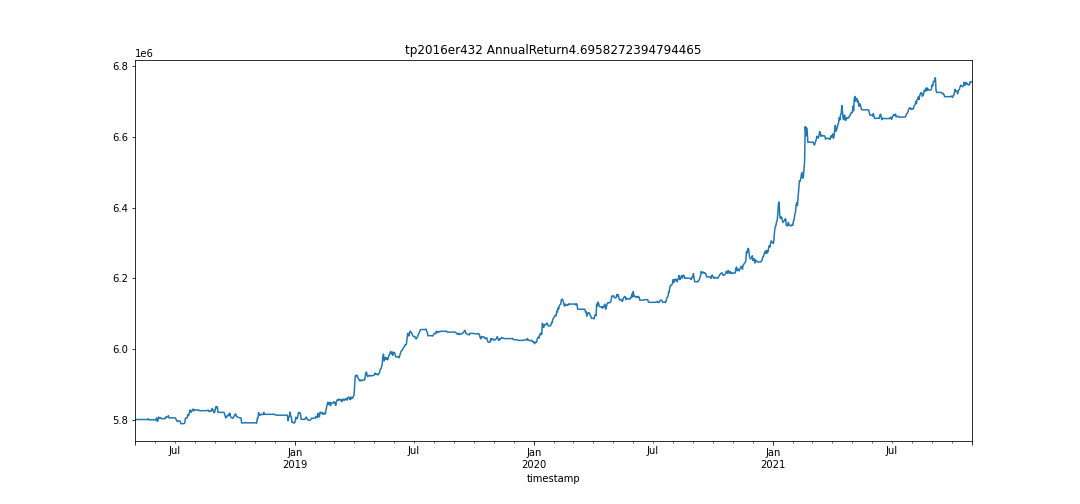 tp2016er432 AnnualReturn4.6958272394794465
1e6
6.8
6.6
6.4
6.2
6.0
5.8
Jul Jan Jul Jan Jul Jan Jul
2019 2020 2021
timestamp